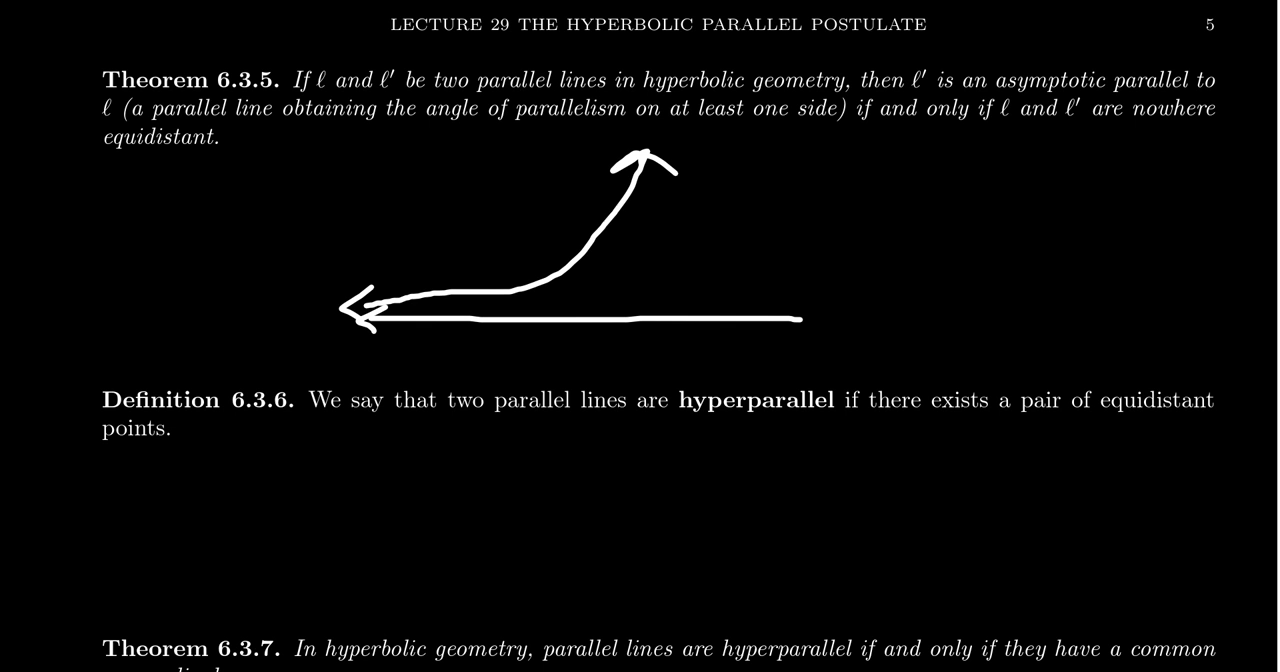 LECTURE 29 THE HYPERBOLIC PARALLEL POSTULATE 5
Theorem 6.3.5. If ℓ and ℓ′ be two parallel lines in hyperbolic geometry, then ℓ′ is an asymptotic parallel to
ℓ (a parallel line obtaining the angle of parallelism on at least one side) if and only if ℓ and ℓ′ are nowhere
equidistant.
Definition 6.3.6. We say that two parallel lines are hyperparallel if there exists a pair of equidistant
points.
Theorem 6.3.7. In hyperbolic geometry, parallel lines are hyperparallel if and only if they have a common